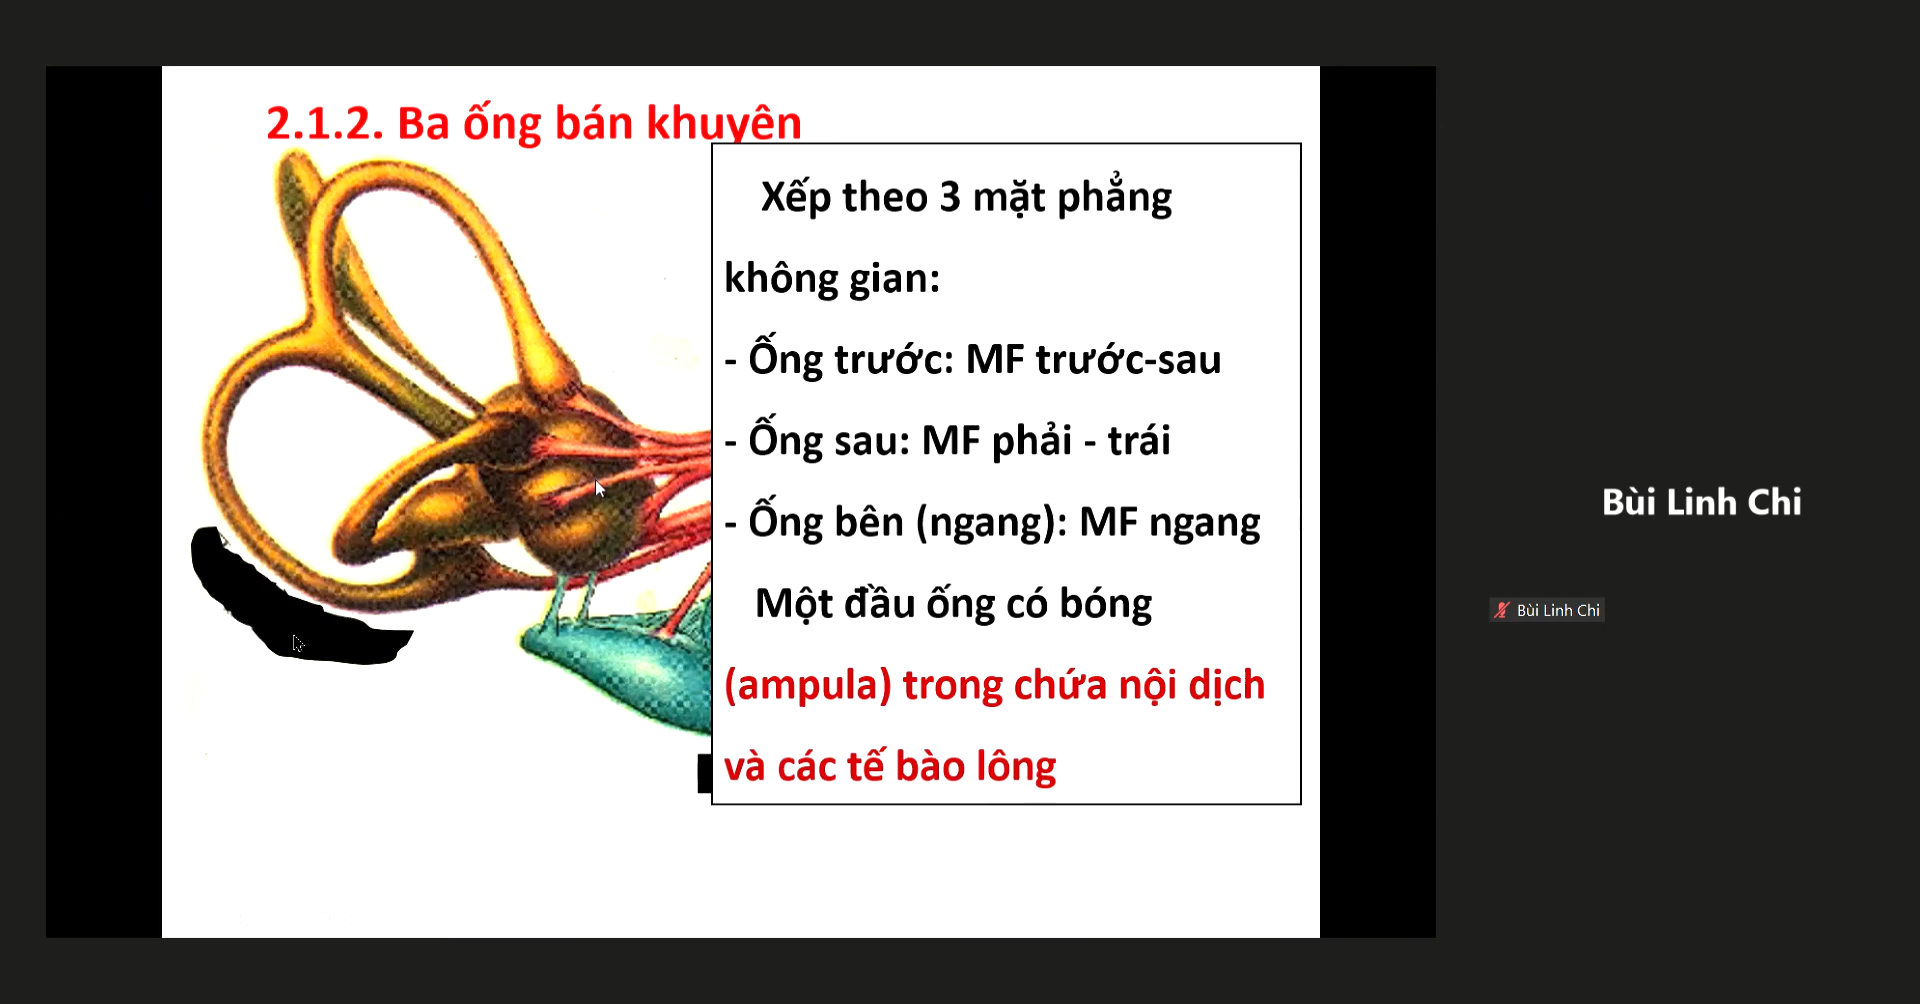 2.1.2. Ba ống bán khuyên
Xếp theo 3 mặt phẳng
không gian:
- Ống trước: MF trước-sau
- Ống sau: MF phải - trái
- Ống bên (ngang): MF ngang
Một đầu ống có bóng
(ampula) trong chứa nội dịch
và các tế bào lông
Bùi Linh Chi
Bùi Linh Chi